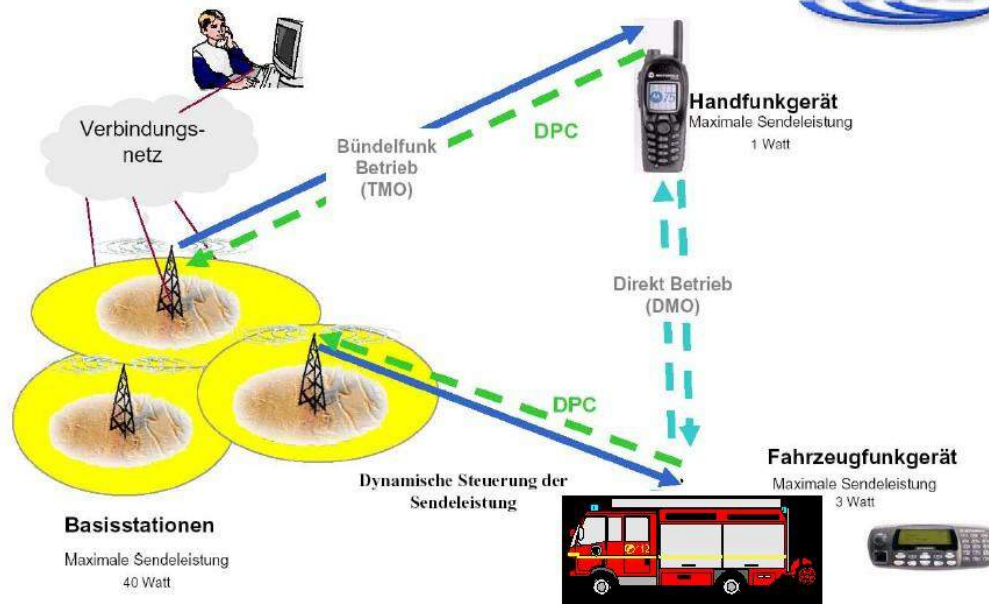 Verbindungs-
netz
Bündelfunk
Betrieb
(TMO)
DPC
Handfunkgerät
Maximale Sendeleistung
1 Watt
Direkt Betrieb
(DMO)
DPC
Dynamische Steuerung der
Sendeleistung
Fahrzeugfunkgerät
Maximale Sendeleistung
3 Watt
Basisstationen
Maximale Sendeleistung
40 Watt
112